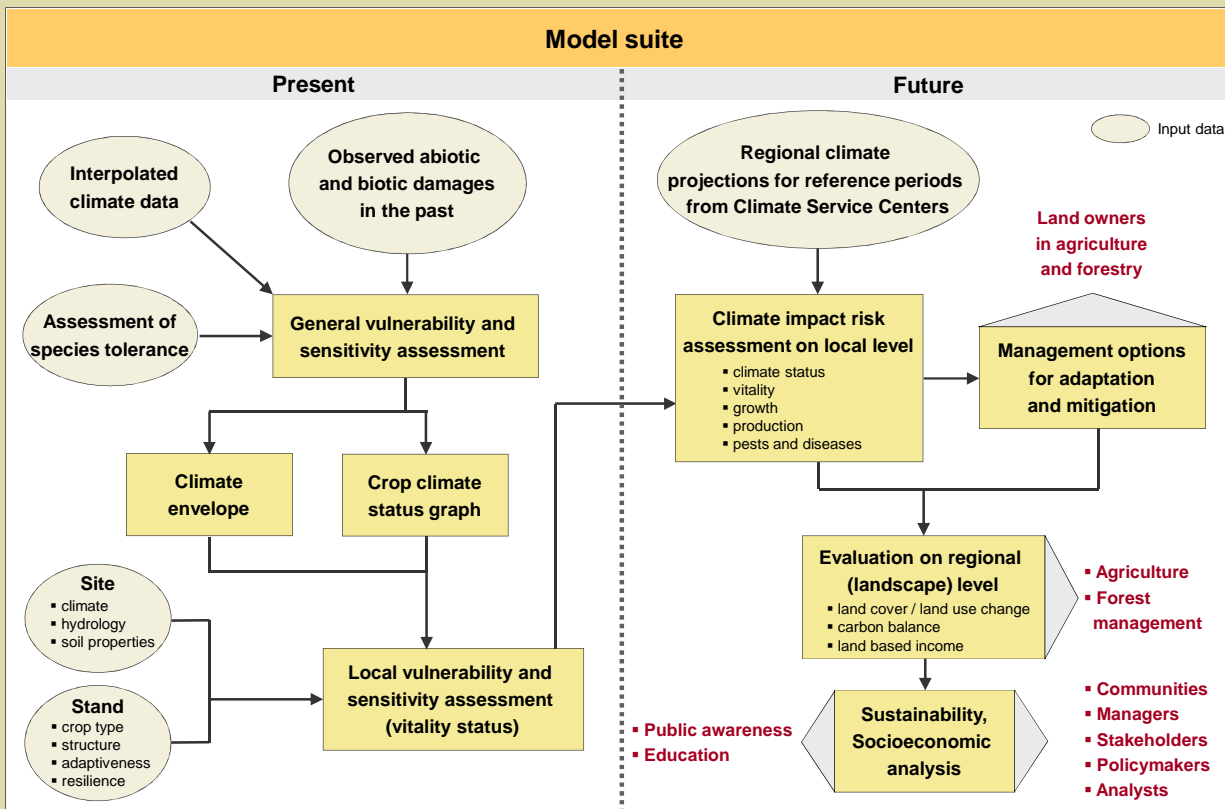 Model suite
Present
Future
Input data
Interpolated
climate data
Observed abiotic
and biotic damages
in the past
Assessment of
species tolerance
General vulnerability and
sensitivity assessment
Climate
envelope
Crop climate
status graph
Site
▪ climate
▪ hydrology
▪ soil properties
Stand
▪ crop type
▪ structure
▪ adaptiveness
▪ resilience
Local vulnerability and
sensitivity assessment
(vitality status)
Regional climate
projections for reference periods
from Climate Service Centers
Land owners
in agriculture
and forestry
Climate impact risk
assessment on local level
▪ climate status
▪ vitality
▪ growth
▪ production
▪ pests and diseases
Management options
for adaptation
and mitigation
Evaluation on regional
(landscape) level
▪ land cover / land use change
▪ carbon balance
▪ land based income
▪ Agriculture
▪ Forest
management
▪ Public awareness
▪ Education
Sustainability,
Socioeconomic
analysis
▪ Communities
▪ Managers
▪ Stakeholders
▪ Policymakers
▪ Analysts